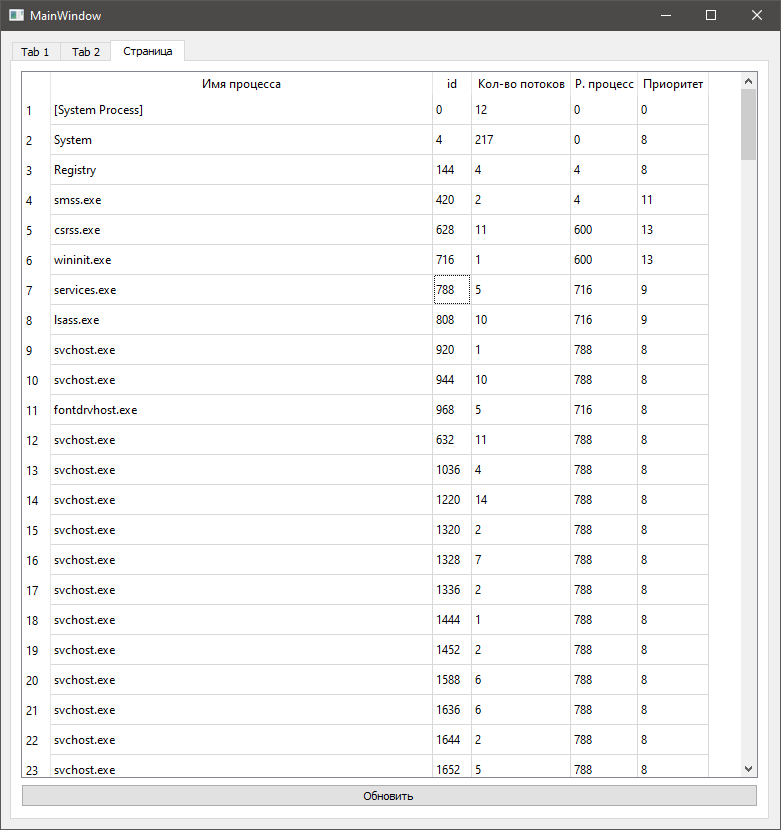 MainWindow
Tab 1 Tab 2 Страница
Имя процесса id Кол-во потоков Р. процесс Приоритет
1 [System Process] 0 12 0 0
2 System 4 217 0 8
3 Registry 144 4 4 8
4 smss.exe 420 2 4 11
5 csrss.exe 628 11 600 13
6 wininit.exe 716 1 600 13
7 services.exe 788 5 716 9
8 lsass.exe 808 10 716 9
9 svchost.exe 920 1 788 8
10 svchost.exe 944 10 788 8
11 fontdrvhost.exe 968 5 716 8
12 svchost.exe 632 11 788 8
13 svchost.exe 1036 4 788 8
14 svchost.exe 1220 14 788 8
15 svchost.exe 1320 2 788 8
16 svchost.exe 1328 7 788 8
17 svchost.exe 1336 2 788 8
18 svchost.exe 1444 1 788 8
19 svchost.exe 1452 2 788 8
20 svchost.exe 1588 6 788 8
21 svchost.exe 1636 6 788 8
22 svchost.exe 1644 2 788 8
23 svchost.exe 1652 5 788 8
Обновить